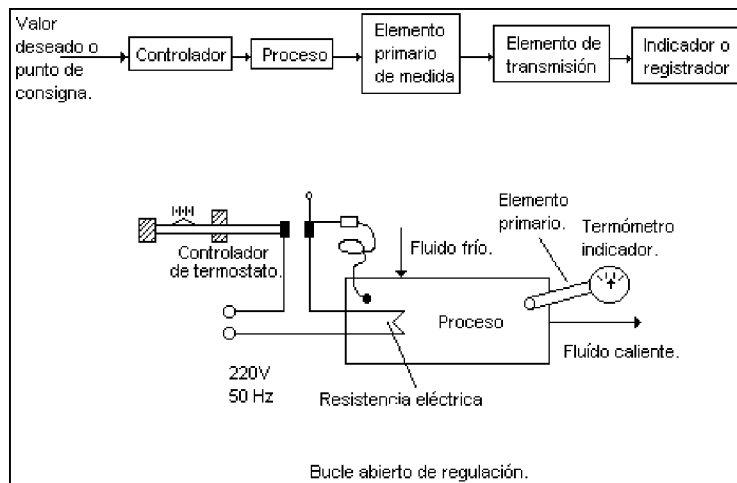 Valor
deseado o
punto de
consigna.
Controlador
Proceso
Elemento
primario
de medida
Elemento de
transmisión
Indicador o
registrador
Elemento
primario.
Termómetro
indicador.
Controlador
de termostato.
Fluido frío.
Proceso
Fluído caliente.
220V
50 Hz
Resistencia eléctrica
Bucle abierto de regulación.